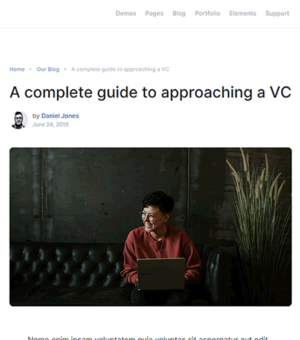 Demos Pages Blog Portfolio Elements Support
Home Our Blog A complete guide to approaching a VC
A complete guide to approaching a VC
by Daniel Jones
June 24, 2019
Nemo enim ipsam voluptatem quia voluptas sit aspernatur aut odit